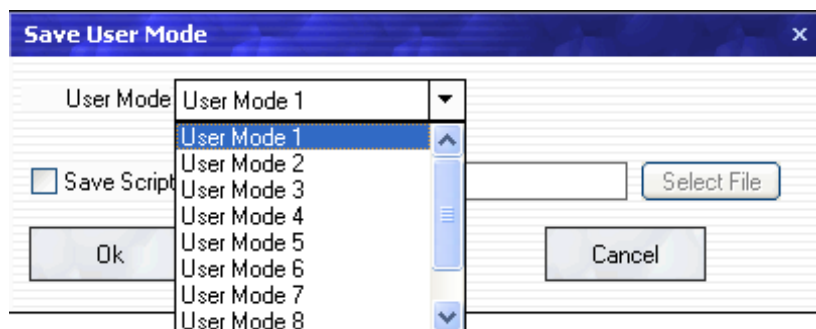 Save User Mode
User Mode User Mode 1
User Mode 1
User Mode 2
Save Script Select File
User Mode 3
User Mode 4
User Mode 5
Ok Cancel
User Mode 6
User Mode 7
User Mode 8